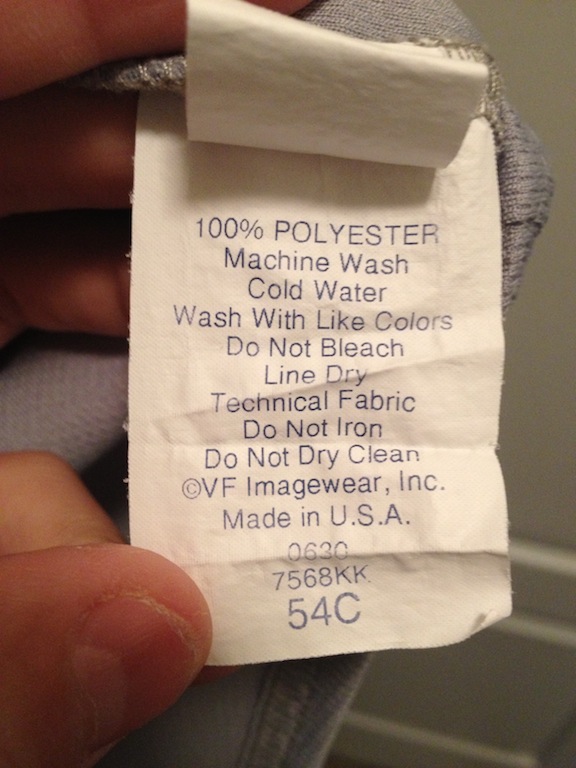 100% POLYESTER
Machine Wash
Cold Water
Wash With Like Colors
Do Not Bleach
Line Dry
Technical Fabric
Do Not Iron
Do Not Dry Clean
©VF Imagewear, Inc.
Made in U.S.A.
0630
7568KK
54C